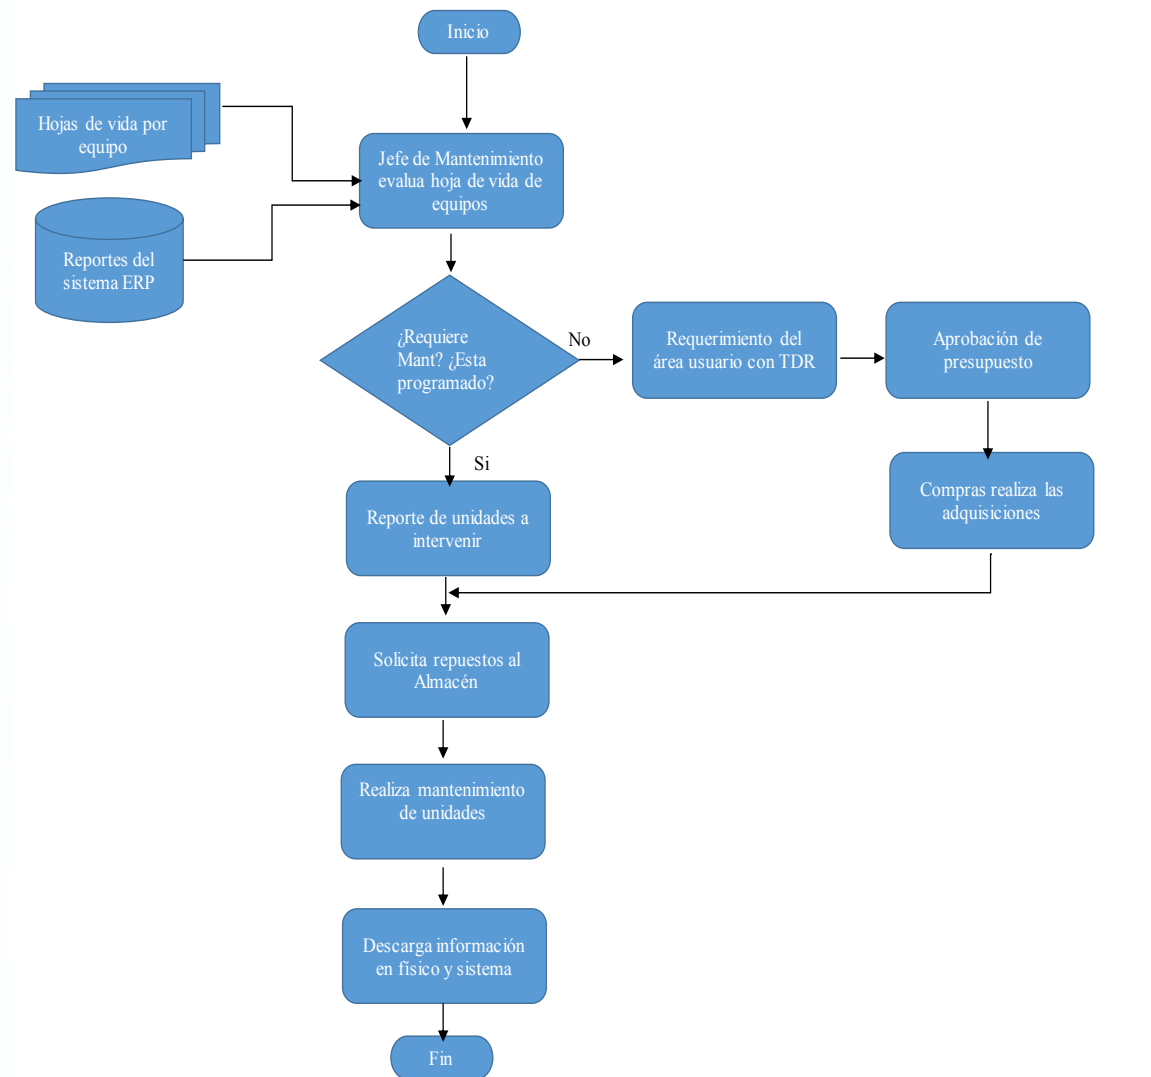 Inicio
Hojas de vida por
equipo
Jefe de Mantenimiento
evalua hoja de vida de
equipos
Reportes del
sistema ERP
¿Requiere
Mant? ¿Esta
programado?
No
Requerimiento del
área usuario con TDR
Aprobación de
presupuesto
Si
Reporte de unidades a
intervenir
Compras realiza las
adquisiciones
Solicita repuestos al
Almacén
Realiza mantenimiento
de unidades
Descarga información
en físico y sistema
Fin